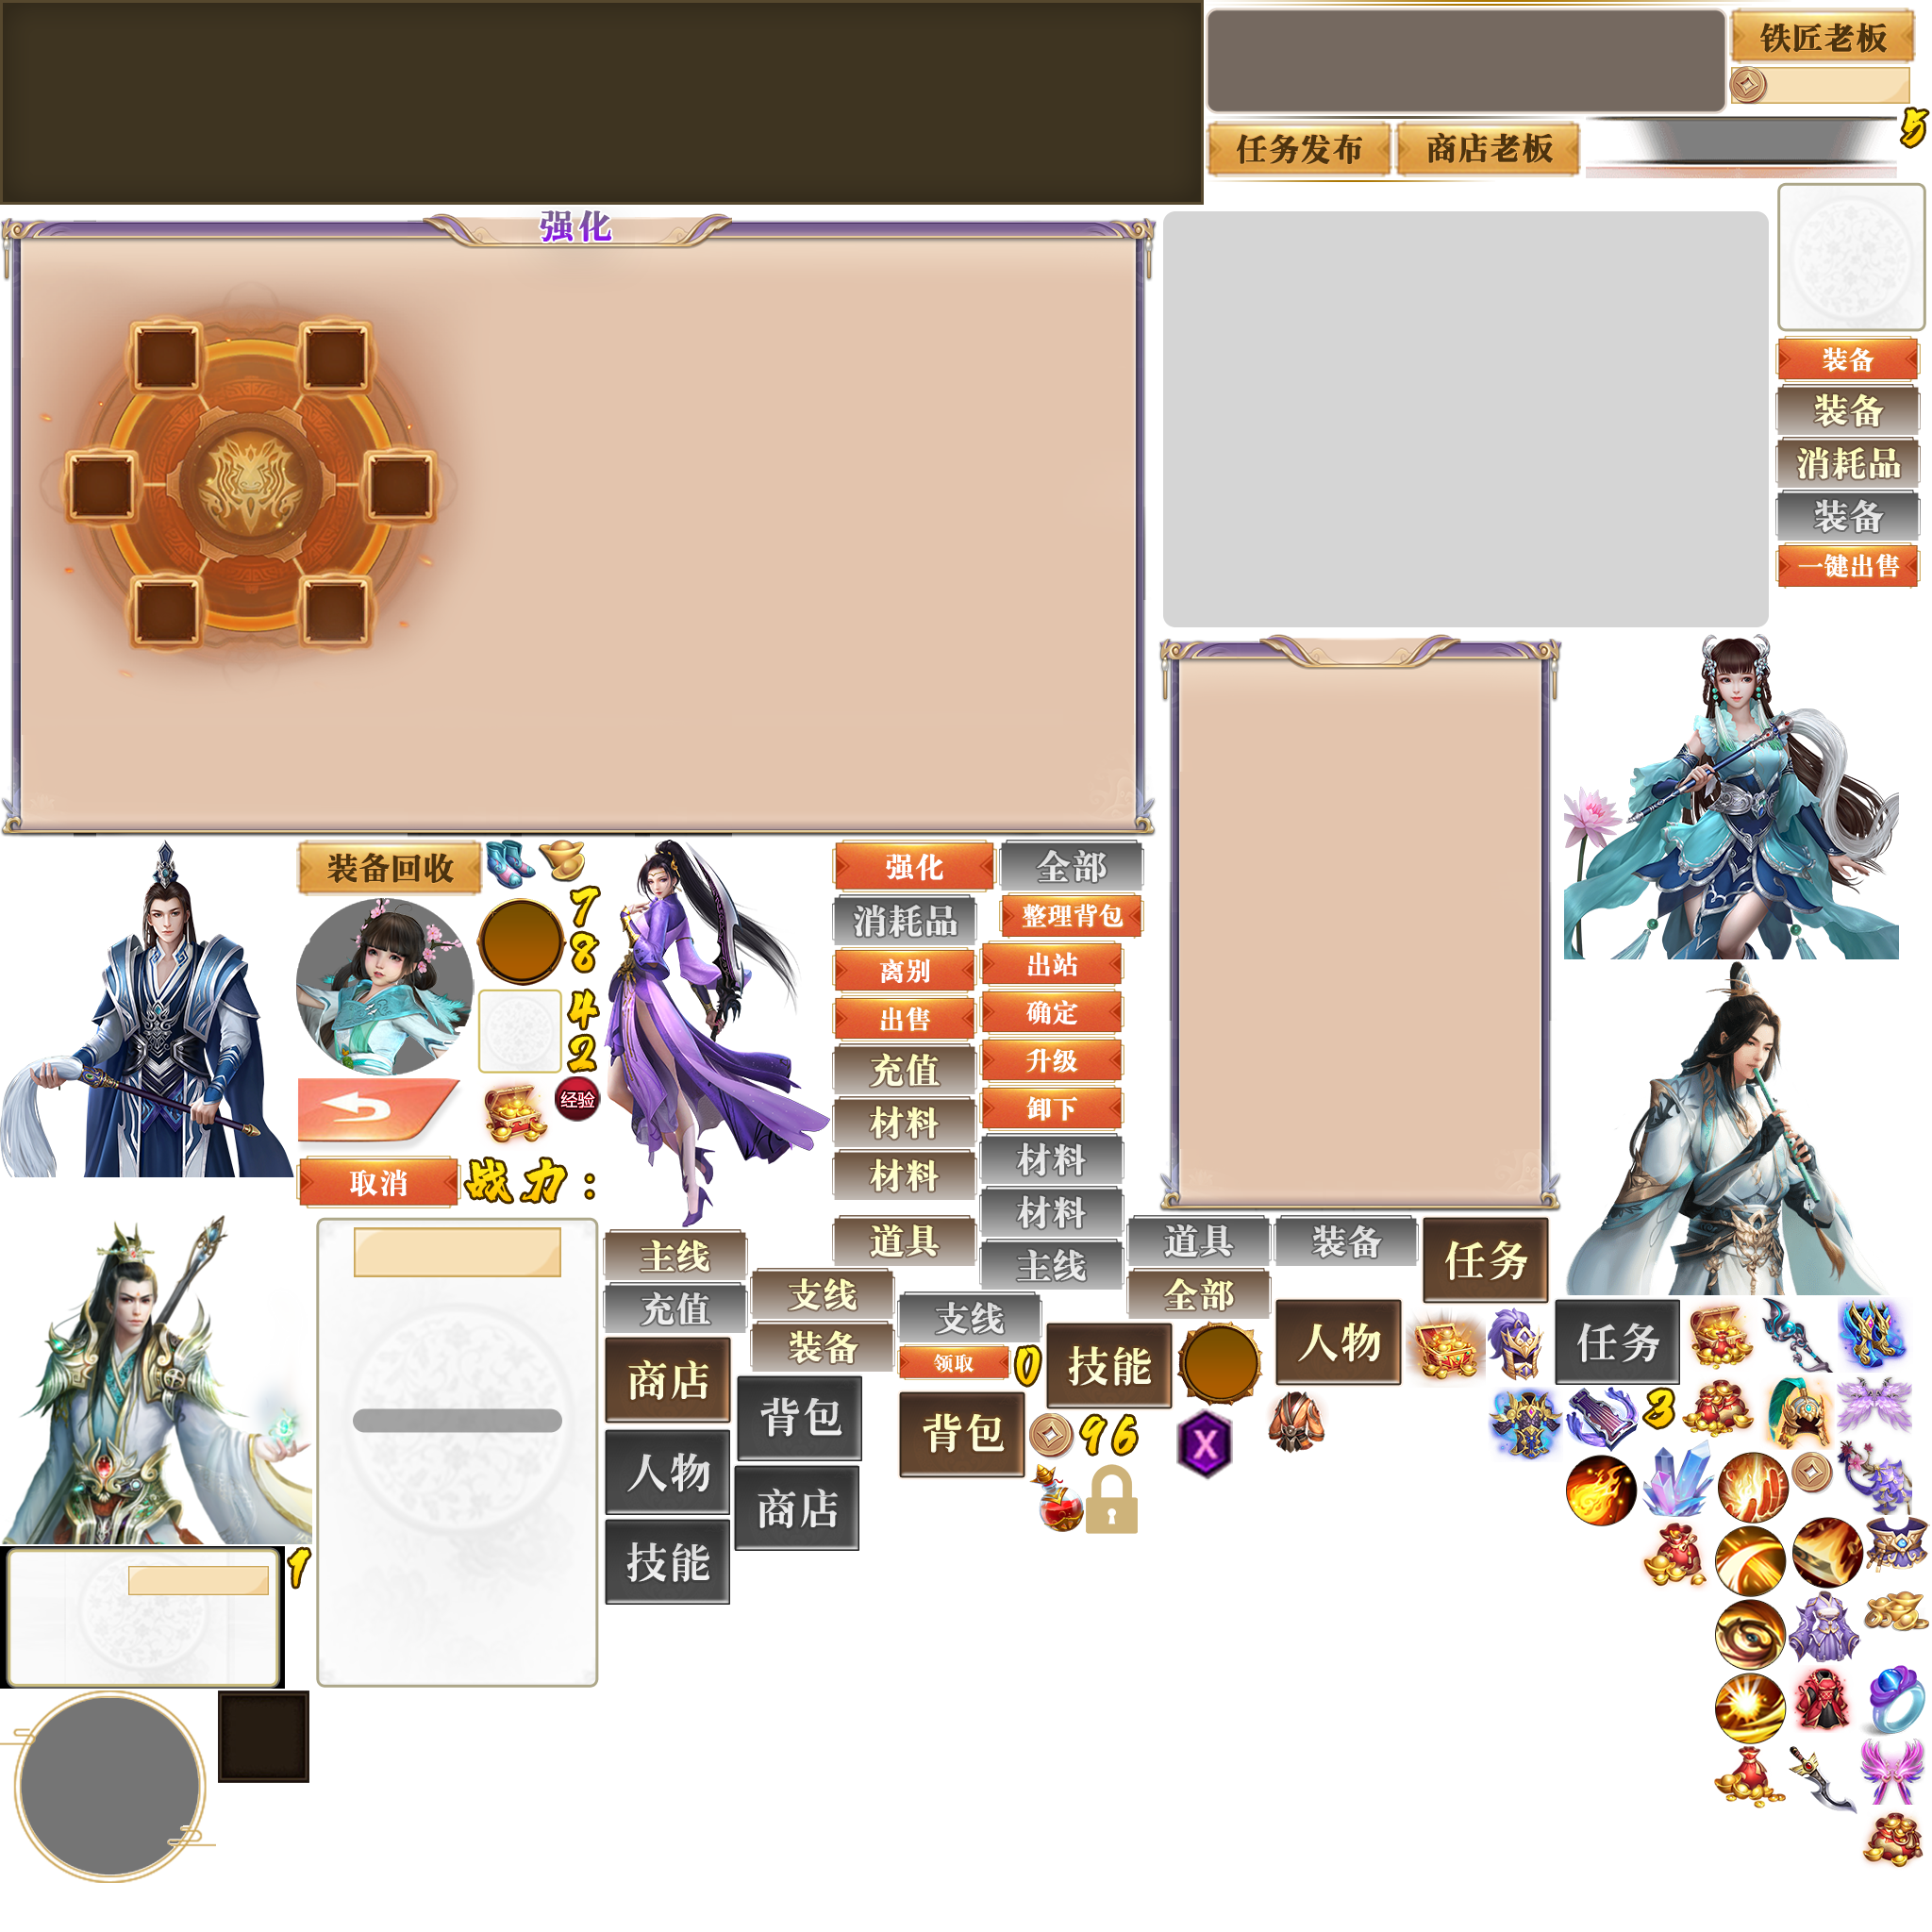 铁匠老板
任务发布
商店老板
5
强化
装备
装备
消耗品
装备
一键出售
装备回收
强化
全部
7
消耗品
整理背包
8
离别
出站
4
出售
确定
2
充值
升级
经验
材料
卸下
取消
战力：
材料
材料
材料
主线
道具
主线
道具
装备
任务
充值
支线
支线
全部
商店
装备
领取
0
技能
人物
任务
背包
背包
96
3
人物
X
商店
技能
1